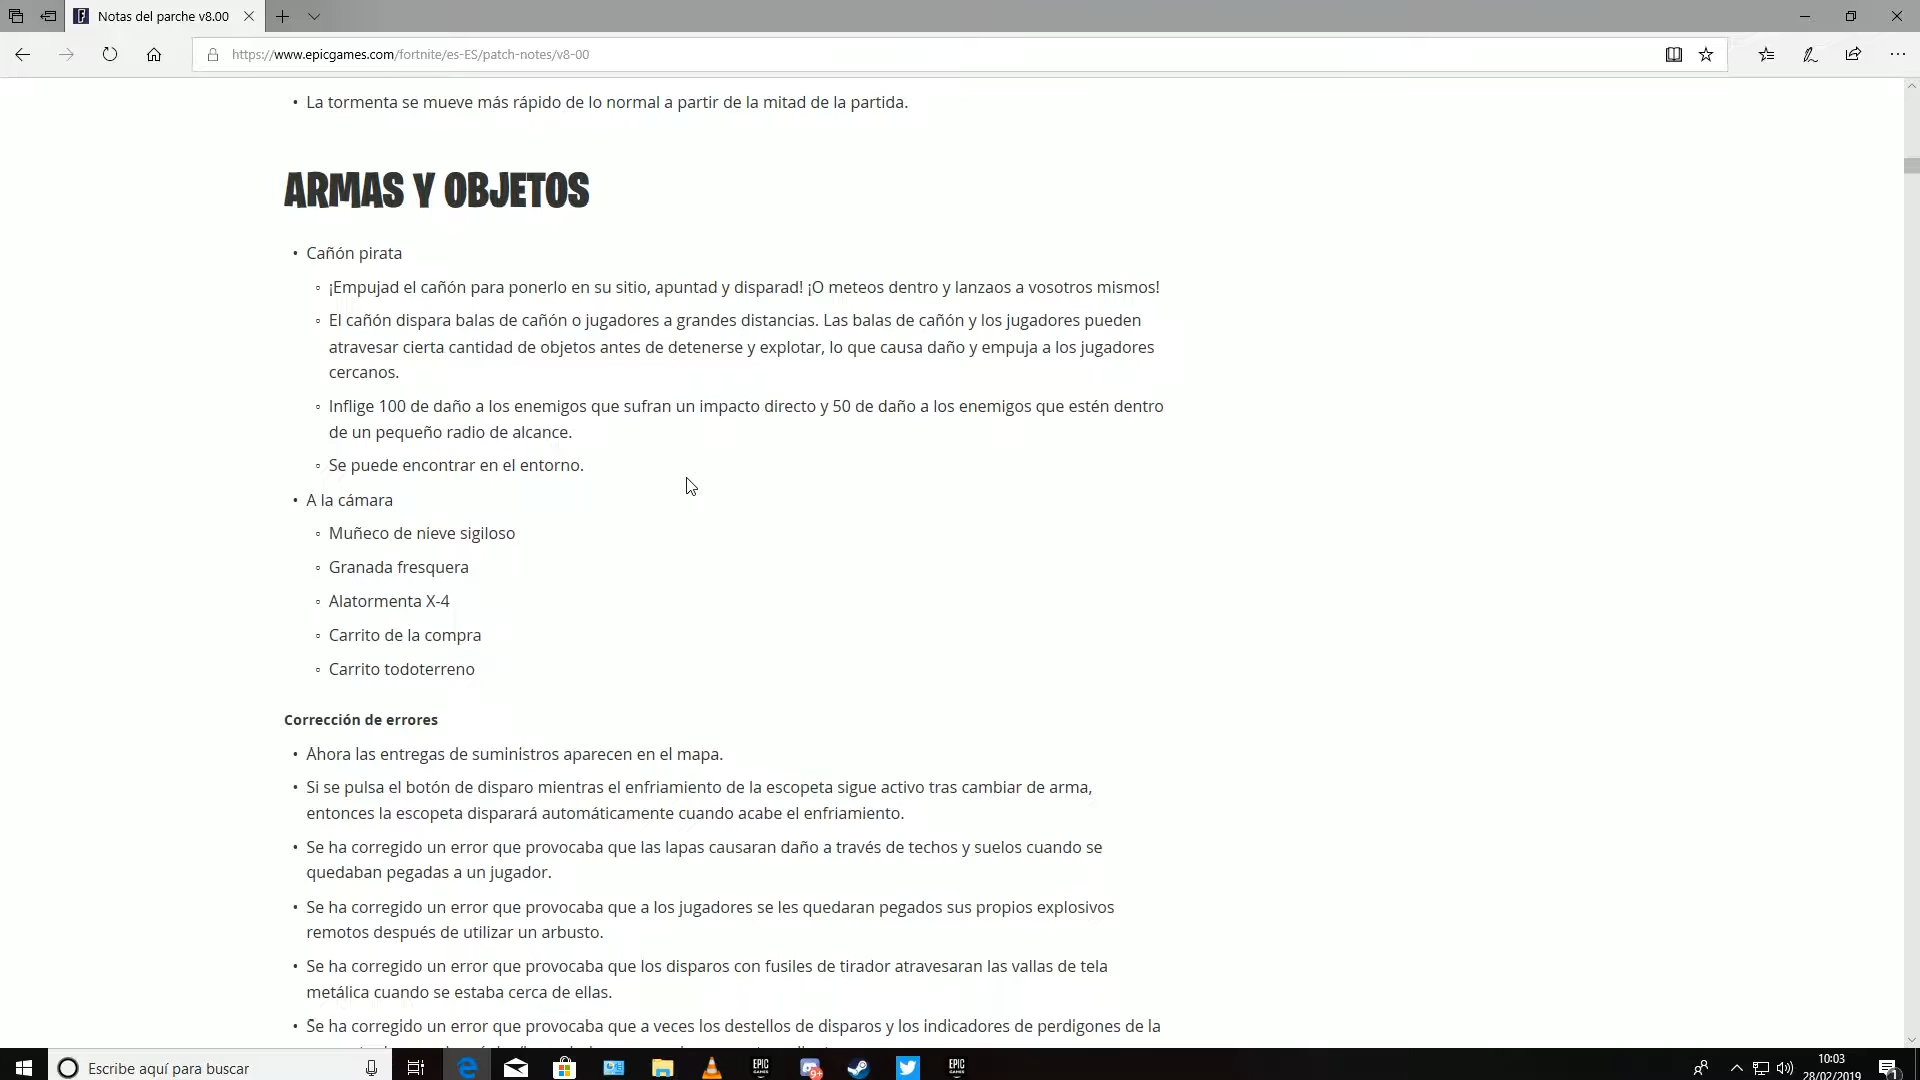 Notas del parche v8.00
https://www.epicgames.com/fortnite/es-ES/patch-notes/v8-00
• La tormenta se mueve más rápido de lo normal a partir de la mitad de la partida.
ARMAS Y OBJETOS
• Cañón pirata
◦ ¡Empujad el cañón para ponerlo en su sitio, apuntad y disparad! ¡O meteos dentro y lanzaos a vosotros mismos!
◦ El cañón dispara balas de cañón o jugadores a grandes distancias. Las balas de cañón y los jugadores pueden
atravesar cierta cantidad de objetos antes de detenerse y explotar, lo que causa daño y empuja a los jugadores
cercanos.
◦ Inflige 100 de daño a los enemigos que sufran un impacto directo y 50 de daño a los enemigos que estén dentro
de un pequeño radio de alcance.
◦ Se puede encontrar en el entorno.
• A la cámara
◦ Muñeco de nieve sigiloso
◦ Granada fresquera
◦ Alatormenta X-4
◦ Carrito de la compra
◦ Carrito todoterreno
Corrección de errores
• Ahora las entregas de suministros aparecen en el mapa.
• Si se pulsa el botón de disparo mientras el enfriamiento de la escopeta sigue activo tras cambiar de arma,
entonces la escopeta disparará automáticamente cuando acabe el enfriamiento.
• Se ha corregido un error que provocaba que las lapas causaran daño a través de techos y suelos cuando se
quedaban pegadas a un jugador.
• Se ha corregido un error que provocaba que a los jugadores se les quedaran pegados sus propios explosivos
remotos después de utilizar un arbusto.
• Se ha corregido un error que provocaba que los disparos con fusiles de tirador atravesaran las vallas de tela
metálica cuando se estaba cerca de ellas.
• Se ha corregido un error que provocaba que a veces los destellos de disparos y los indicadores de perdigones de la
Escribe aquí para buscar
EPIC GAMES
9+
EPIC GAMES
10:03
28/02/2019
1